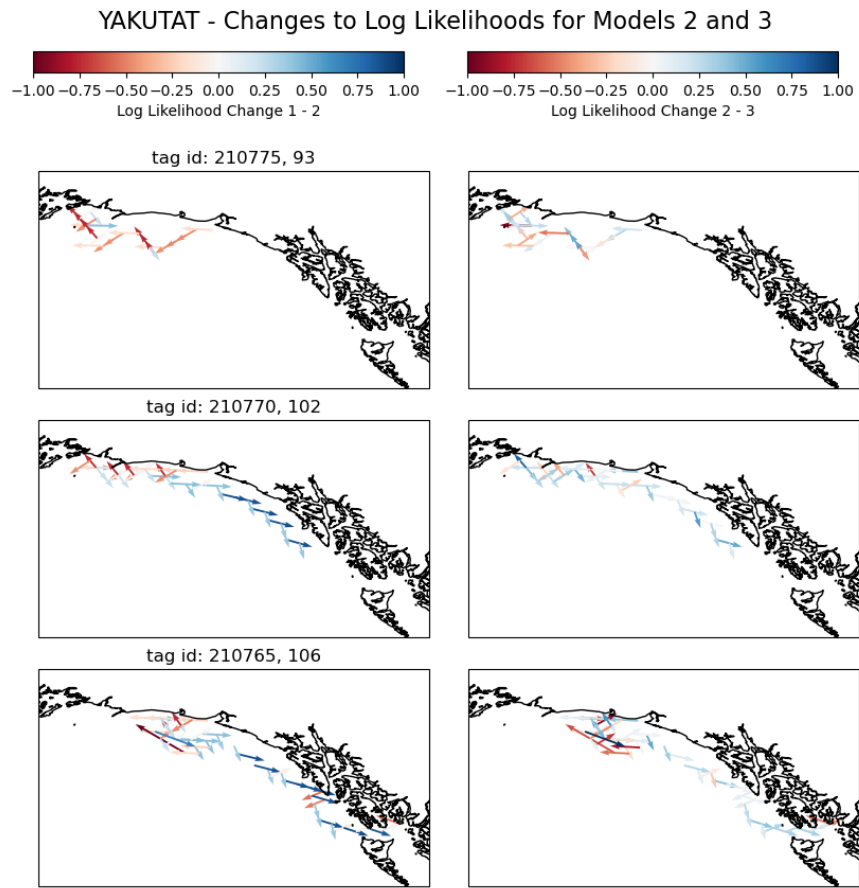 YAKUTAT - Changes to Log Likelihoods for Models 2 and 3
−1.00 −0.75 −0.50 −0.25 0.00 0.25 0.50 0.75 1.00
Log Likelihood Change 1 - 2
−1.00 −0.75 −0.50 −0.25 0.00 0.25 0.50 0.75 1.00
Log Likelihood Change 2 - 3
tag id: 210775, 93
tag id: 210770, 102
tag id: 210765, 106